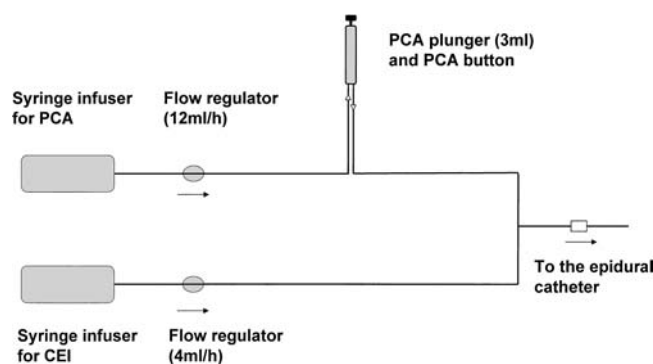 PCA plunger (3ml)
and PCA button
Syringe infuser
for PCA
Flow regulator
(12ml/h)
To the epidural
catheter
Syringe infuser
for CEI
Flow regulator
(4ml/h)